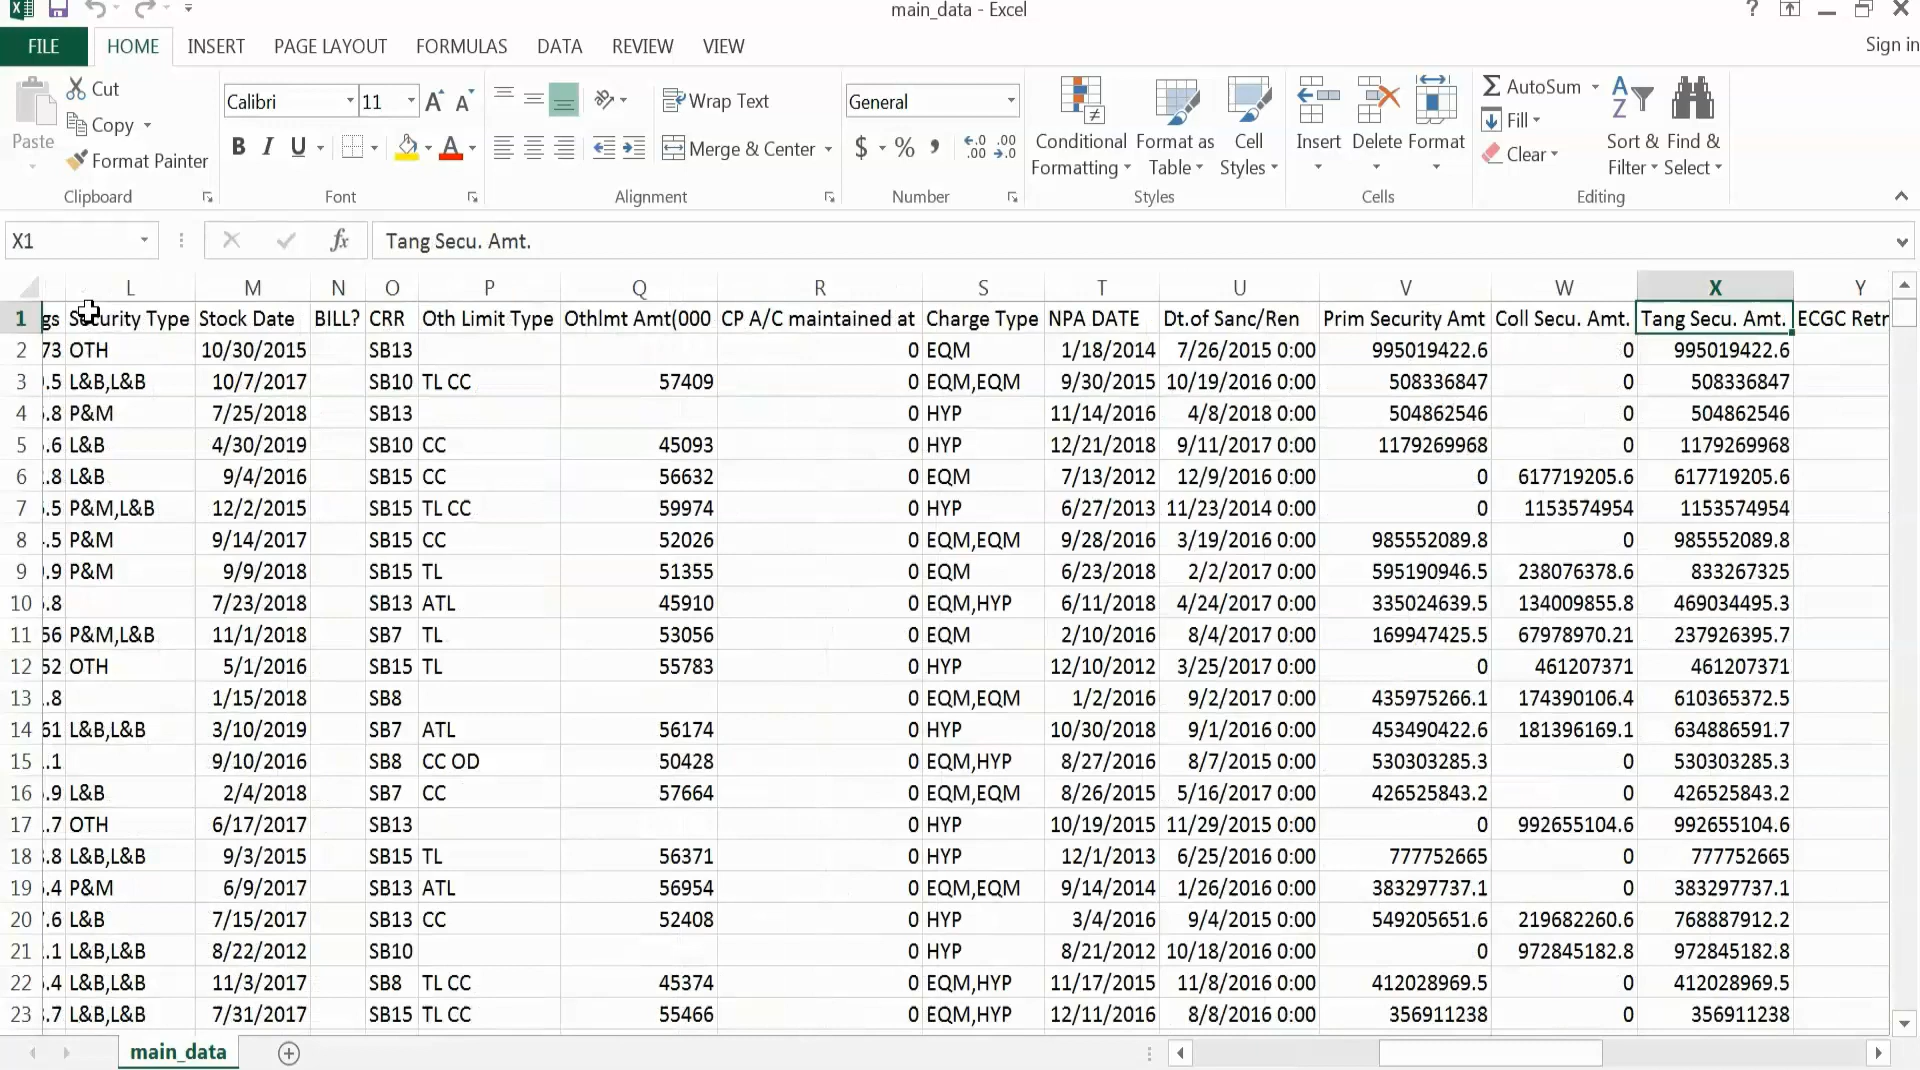 main_data - Excel
?
FILE HOME INSERT PAGE LAYOUT FORMULAS DATA REVIEW VIEW Sign in
Paste
Cut
Copy
Format Painter
Clipboard
Calibri 11
A A
B I U A
Font
Wrap Text
Merge & Center
Alignment
General
$ % , .0 .00 .00 .0
Number
Conditional Formatting
Format as Table
Cell Styles
Styles
Insert Delete Format
Cells
AutoSum
Fill
Clear
Sort & Filter
Find & Select
Editing
X1 fx Tang Secu. Amt.
L M N O P Q R S T U V W X Y
1 gs Security Type Stock Date BILL? CRR Oth Limit Type Othlmt Amt(000 CP A/C maintained at Charge Type NPA DATE Dt.of Sanc/Ren Prim Security Amt Coll Secu. Amt. Tang Secu. Amt. ECGC Retr
2 73 OTH 10/30/2015 SB13 0 EQM 1/18/2014 7/26/2015 0:00 995019422.6 0 995019422.6
3 .5 L&B,L&B 10/7/2017 SB10 TL CC 57409 0 EQM,EQM 9/30/2015 10/19/2016 0:00 508336847 0 508336847
4 .8 P&M 7/25/2018 SB13 0 HYP 11/14/2016 4/8/2018 0:00 504862546 0 504862546
5 .6 L&B 4/30/2019 SB10 CC 45093 0 HYP 12/21/2018 9/11/2017 0:00 1179269968 0 1179269968
6 .8 L&B 9/4/2016 SB15 CC 56632 0 EQM 7/13/2012 12/9/2016 0:00 0 617719205.6 617719205.6
7 .5 P&M,L&B 12/2/2015 SB15 TL CC 59974 0 HYP 6/27/2013 11/23/2014 0:00 0 1153574954 1153574954
8 .5 P&M 9/14/2017 SB15 CC 52026 0 EQM,EQM 9/28/2016 3/19/2016 0:00 985552089.8 0 985552089.8
9 .9 P&M 9/9/2018 SB15 TL 51355 0 EQM 6/23/2018 2/2/2017 0:00 595190946.5 238076378.6 833267325
10 .8 7/23/2018 SB13 ATL 45910 0 EQM,HYP 6/11/2018 4/24/2017 0:00 335024639.5 134009855.8 469034495.3
11 56 P&M,L&B 11/1/2018 SB7 TL 53056 0 EQM 2/10/2016 8/4/2017 0:00 169947425.5 67978970.21 237926395.7
12 52 OTH 5/1/2016 SB15 TL 55783 0 HYP 12/10/2012 3/25/2017 0:00 0 461207371 461207371
13 .8 1/15/2018 SB8 0 EQM,EQM 1/2/2016 9/2/2017 0:00 435975266.1 174390106.4 610365372.5
14 61 L&B,L&B 3/10/2019 SB7 ATL 56174 0 HYP 10/30/2018 9/1/2016 0:00 453490422.6 181396169.1 634886591.7
15 .1 9/10/2016 SB8 CC OD 50428 0 EQM,HYP 8/27/2016 8/7/2015 0:00 530303285.3 0 530303285.3
16 .9 L&B 2/4/2018 SB7 CC 57664 0 EQM,EQM 8/26/2015 5/16/2017 0:00 426525843.2 0 426525843.2
17 .7 OTH 6/17/2017 SB13 0 HYP 10/19/2015 11/29/2015 0:00 0 992655104.6 992655104.6
18 .8 L&B,L&B 9/3/2015 SB15 TL 56371 0 HYP 12/1/2013 6/25/2016 0:00 777752665 0 777752665
19 .4 P&M 6/9/2017 SB13 ATL 56954 0 EQM,EQM 9/14/2014 1/26/2016 0:00 383297737.1 0 383297737.1
20 .6 L&B 7/15/2017 SB13 CC 52408 0 HYP 3/4/2016 9/4/2015 0:00 549205651.6 219682260.6 768887912.2
21 .1 L&B,L&B 8/22/2012 SB10 0 HYP 8/21/2012 10/18/2016 0:00 0 972845182.8 972845182.8
22 .4 L&B,L&B 11/3/2017 SB8 TL CC 45374 0 EQM,HYP 11/17/2015 11/8/2016 0:00 412028969.5 0 412028969.5
23 .7 L&B,L&B 7/31/2017 SB15 TL CC 55466 0 EQM,HYP 12/11/2016 8/8/2016 0:00 356911238 0 356911238
main_data